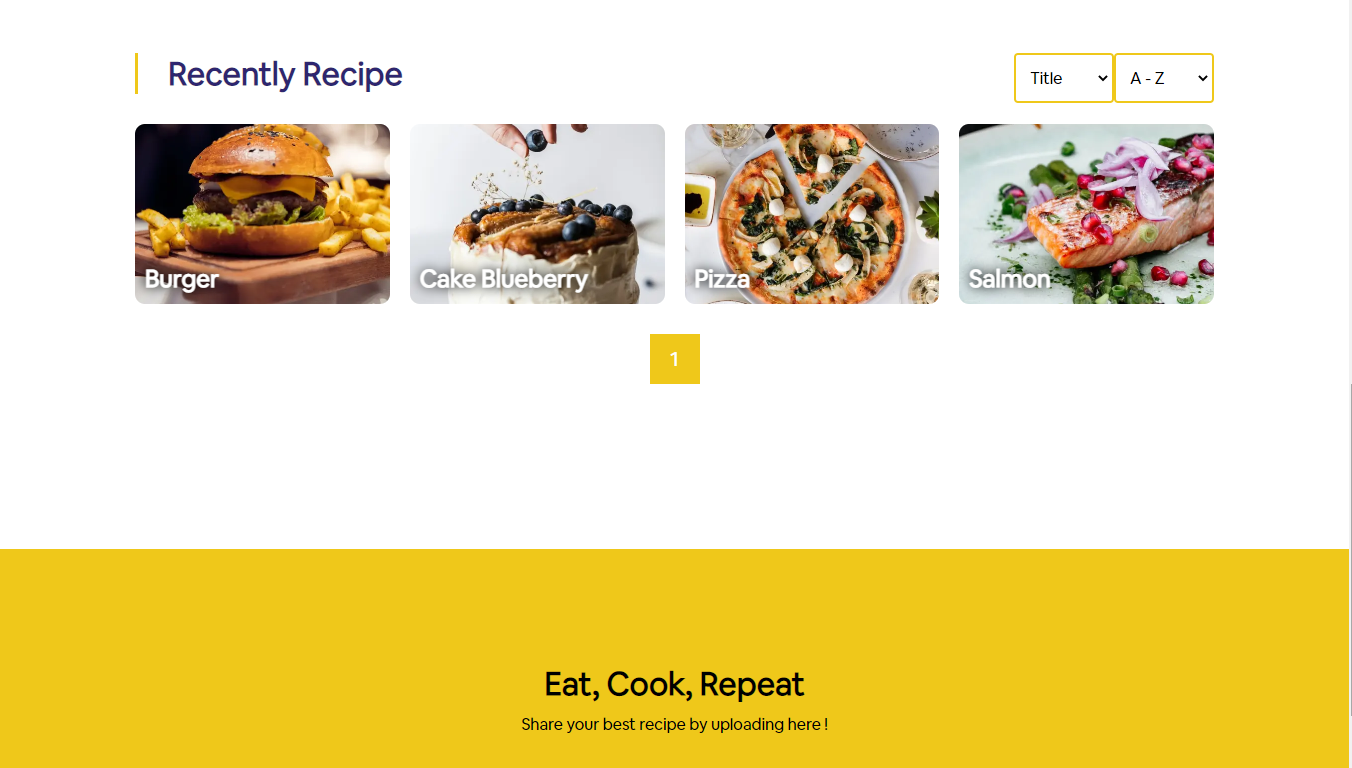 Recently Recipe
Title
A - Z
Burger
Cake Blueberry
Pizza
Salmon
1
Eat, Cook, Repeat
Share your best recipe by uploading here !